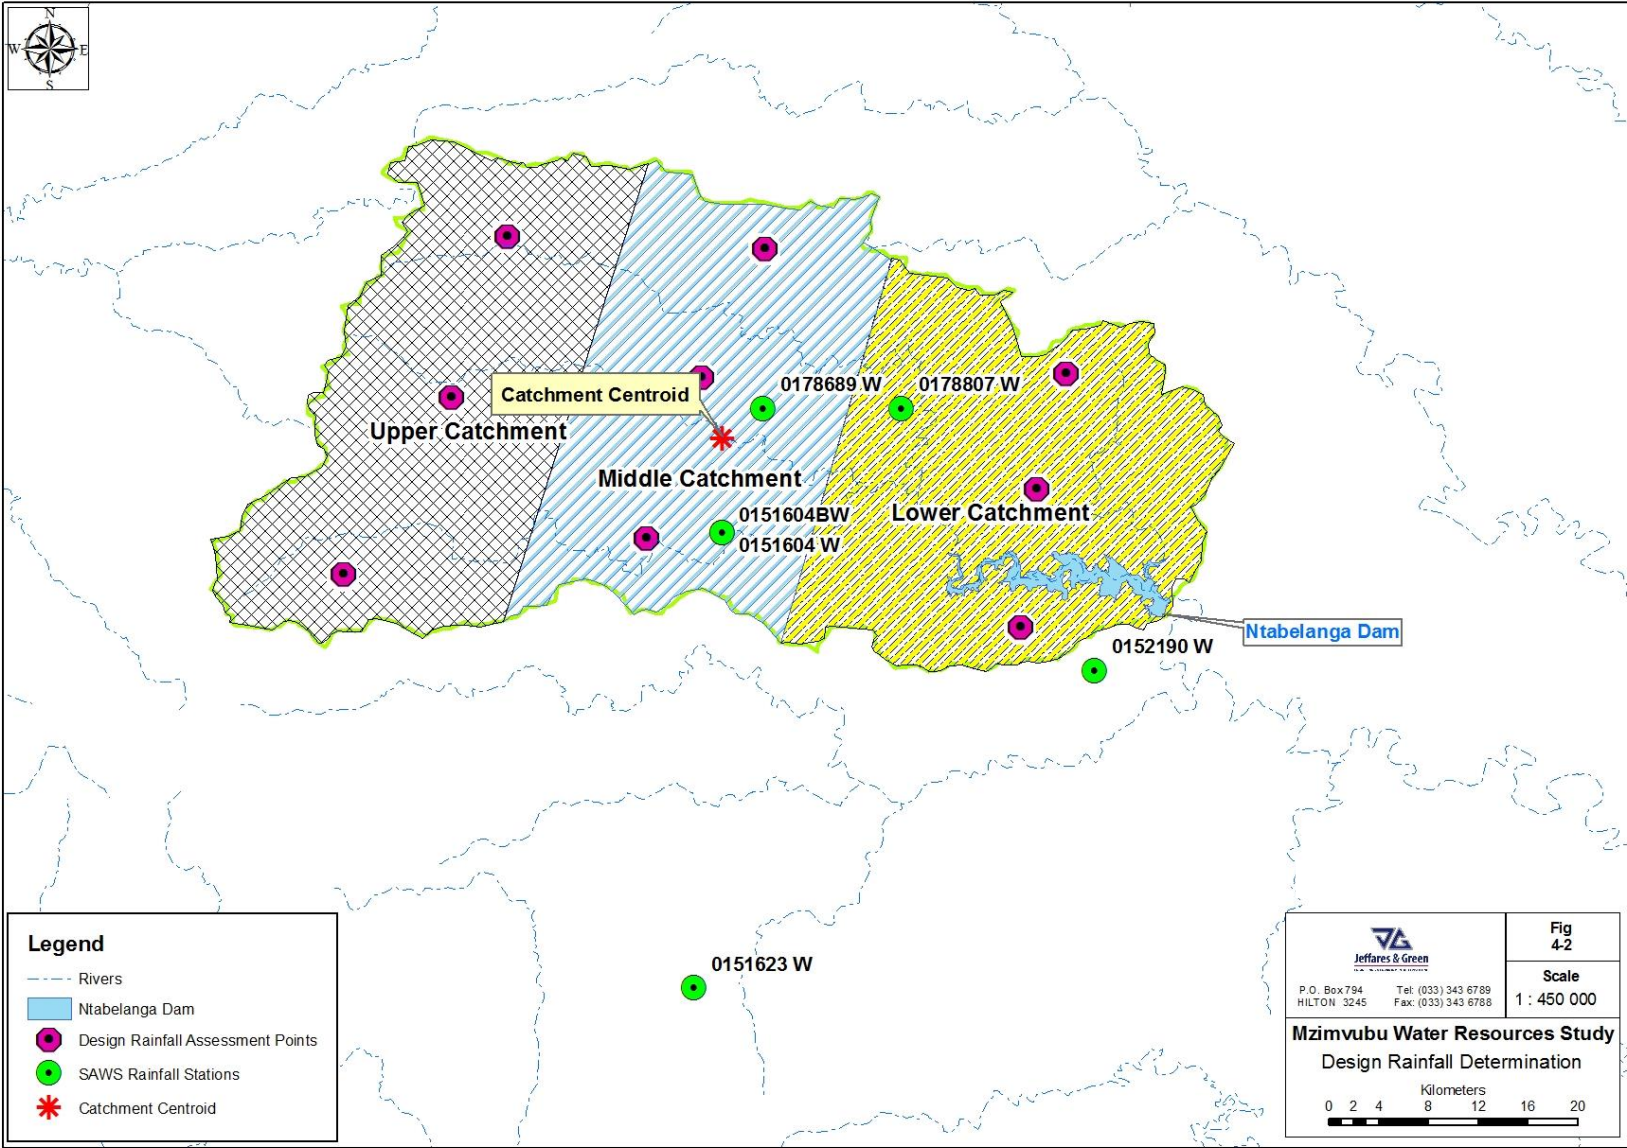 N
W E
S
Catchment Centroid
0178689 W
0178807 W
Upper Catchment
Middle Catchment
Lower Catchment
0151604BW
0151604 W
Ntabelanga Dam
0152190 W
0151623 W
Legend
Rivers
Ntabelanga Dam
Design Rainfall Assessment Points
SAWS Rainfall Stations
Catchment Centroid
Jeffares & Green
P.O. Box 794 Tel: (033) 343 6789
HILTON 3245 Fax: (033) 343 6788
Fig
4-2
Scale
1 : 450 000
Mzimvubu Water Resources Study
Design Rainfall Determination
Kilometers
0 2 4 8 12 16 20